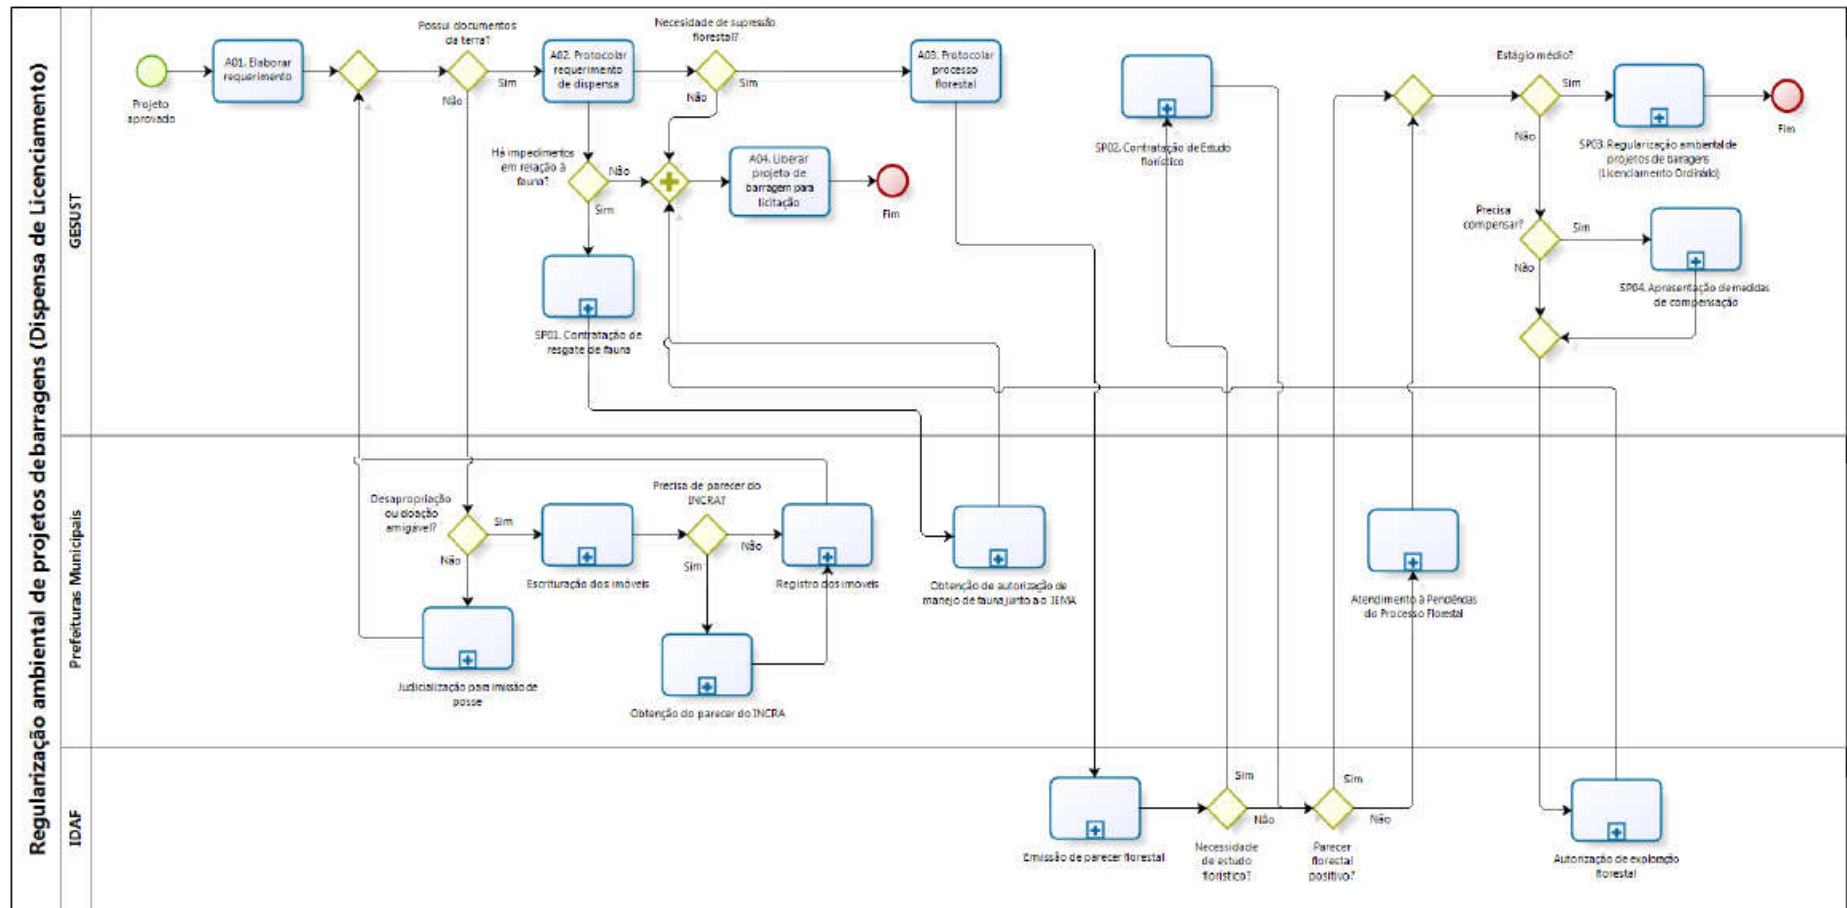 Regularização ambiental de projetos de barragens (Dispensa de Licenciamento)
GESUST
Projeto
aprovado
A01. Elaborar
requerimento
Possui documentos
da terra?
Sim
Não
A02. Protocolar
requerimento
de dispensa
Necessidade de supressão
florestal?
Sim
Não
A03. Protocolar
processo
florestal
Há impedimentos
em relação à
fauna?
Não
Sim
A04. Liberar
projeto de
barragem para
licitação
Fim
SP01. Contratação de
resgate de fauna
SP02. Contratação de Estudo
florístico
Estágio médio?
Sim
Não
SP03. Regularização ambiental de
projetos de baragens
(Licenciamento Ordinário)
Fim
Precisa
compensar?
Sim
Não
SP04. Apresentação de medidas
de compensação
Prefeituras Municipais
Desapropriação
ou doação
amigável?
Sim
Não
Escrituração dos imóveis
Precisa de parecer do
INCRA?
Não
Sim
Registro dos imóveis
Judicialização para imissão de
posse
Obtenção do parecer do INCRA
Obtenção de autorização de
manejo de fauna junto ao IEMA
Atendimento à Pendências
do Processo Florestal
IDAF
Emissão de parecer florestal
Sim
Não
Necessidade
de estudo
florístico?
Sim
Não
Parecer
florestal
positivo?
Autorização de exploração
florestal